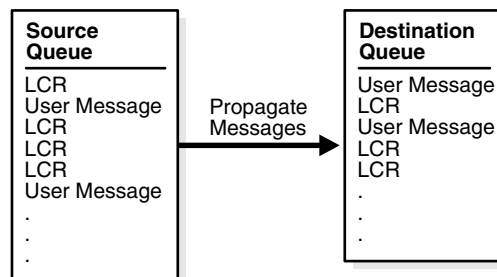 Source
Queue
LCR
User Message
LCR
LCR
LCR
User Message
.
.
.
Propagate
Messages
Destination
Queue
User Message
LCR
User Message
LCR
LCR
.
.
.